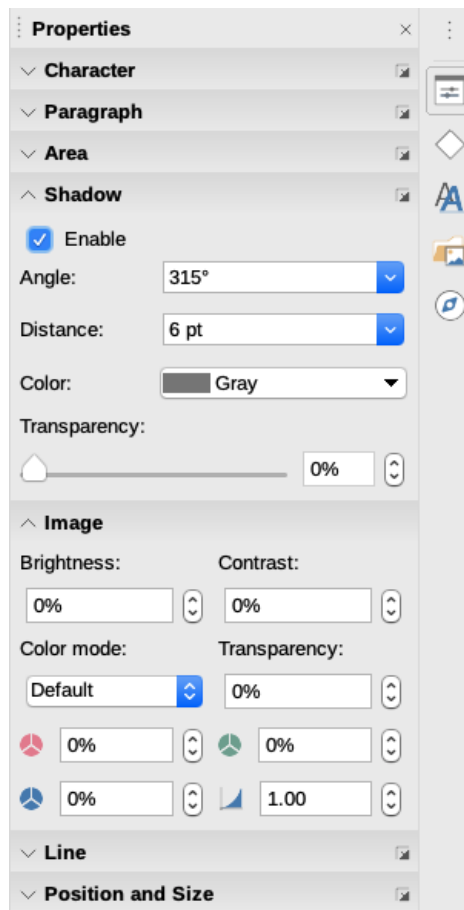 Properties
Character
Paragraph
Area
Shadow
Enable
Angle: 315°
Distance: 6 pt
Color: Gray
Transparency:
0%
Image
Brightness: Contrast:
0% 0%
Color mode: Transparency:
Default 0%
0% 0%
0% 1.00
Line
Position and Size